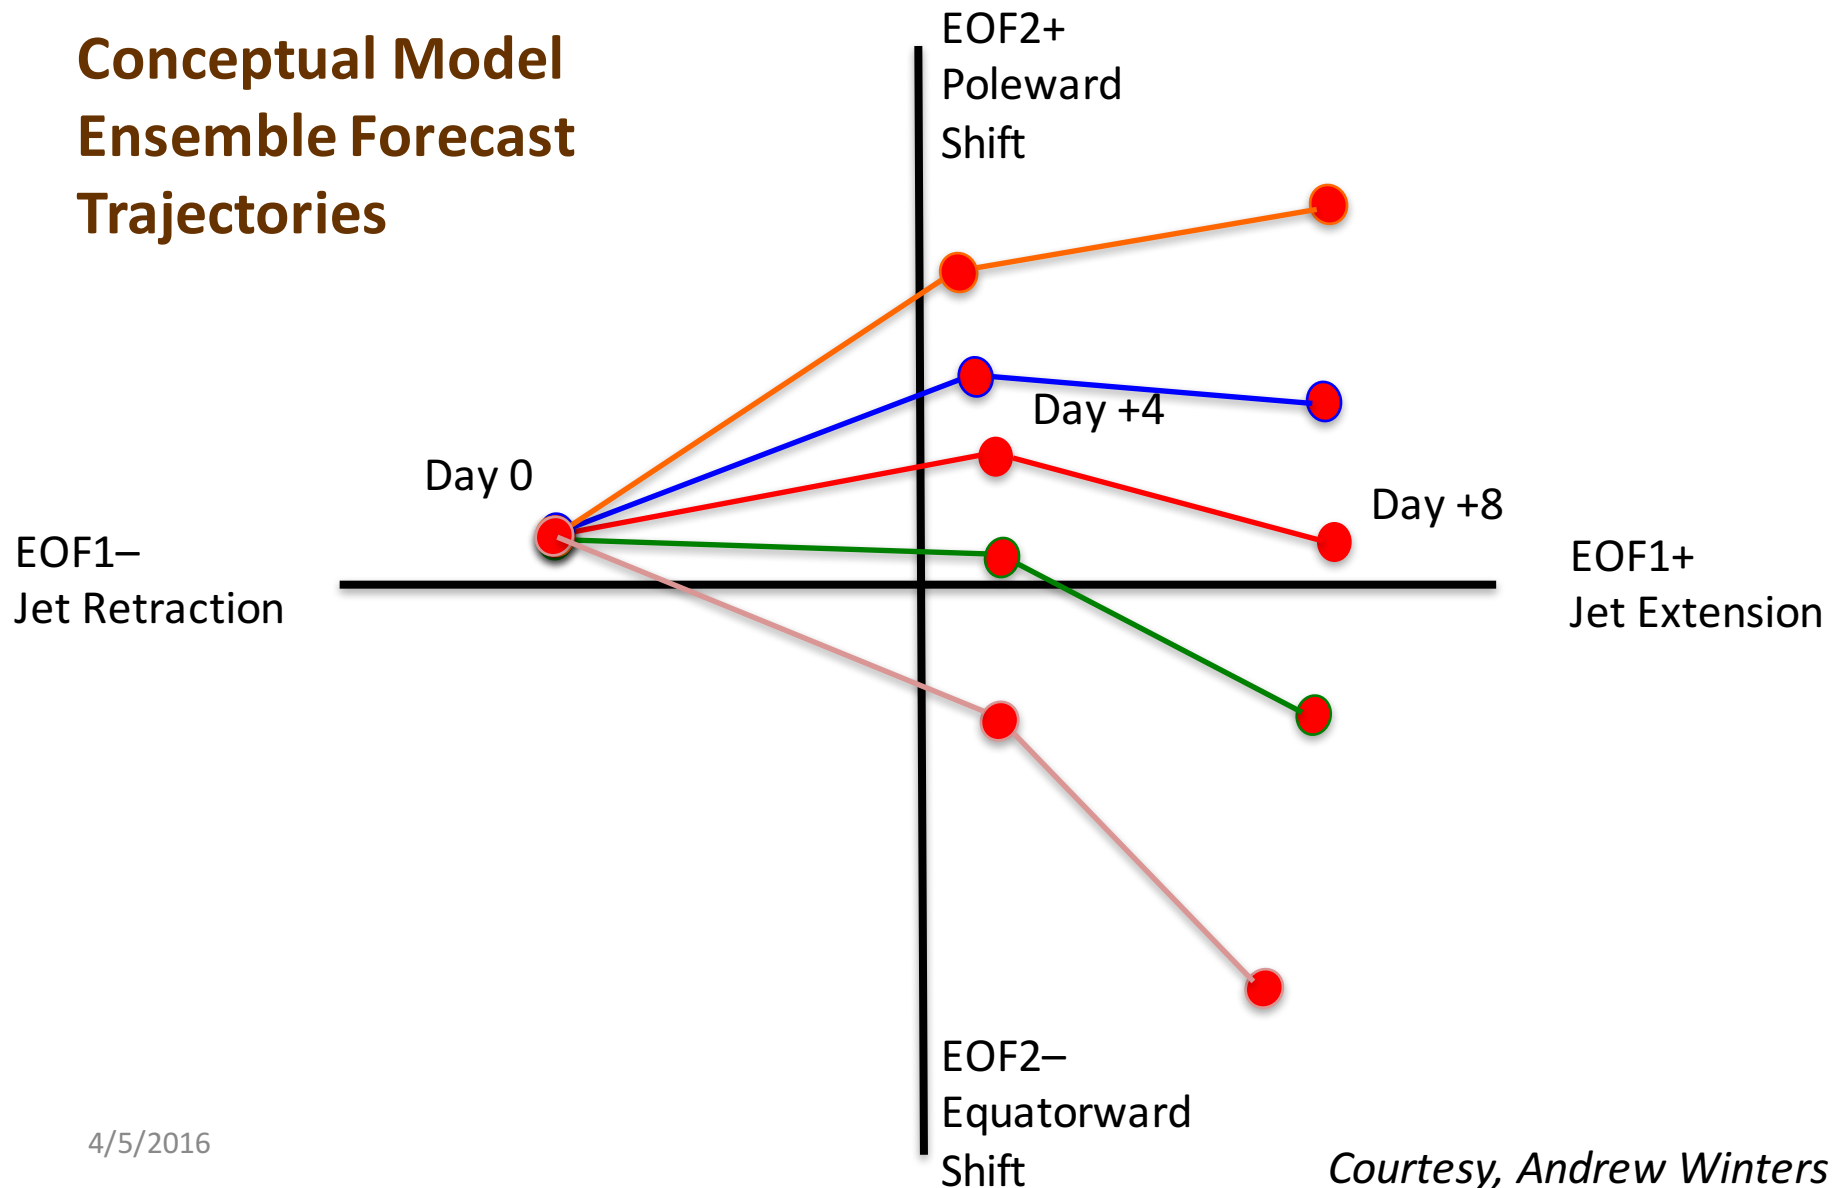 Conceptual Model
Ensemble Forecast
Trajectories
EOF2+
Poleward
Shift
Day 0
Day +4
Day +8
EOF1–
Jet Retraction
EOF1+
Jet Extension
EOF2–
Equatorward
Shift
4/5/2016
Courtesy, Andrew Winters